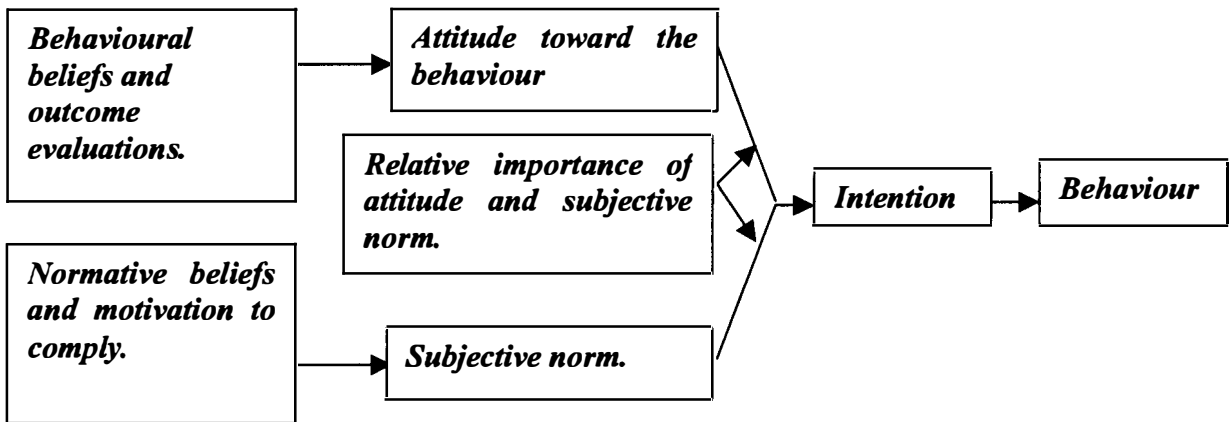 Behavioural
beliefs and
outcome
evaluations.
Attitude toward the
behaviour
Relative importance of
attitude and subjective
norm.
Intention
Behaviour
Normative beliefs
and motivation to
comply.
Subjective norm.